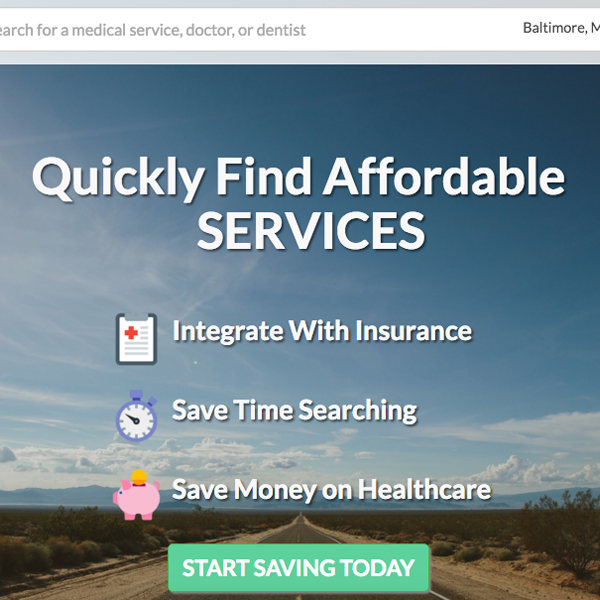 earch for a medical service, doctor, or dentist
Baltimore, M
Quickly Find Affordable
SERVICES
Integrate With Insurance
Save Time Searching
Save Money on Healthcare
START SAVING TODAY